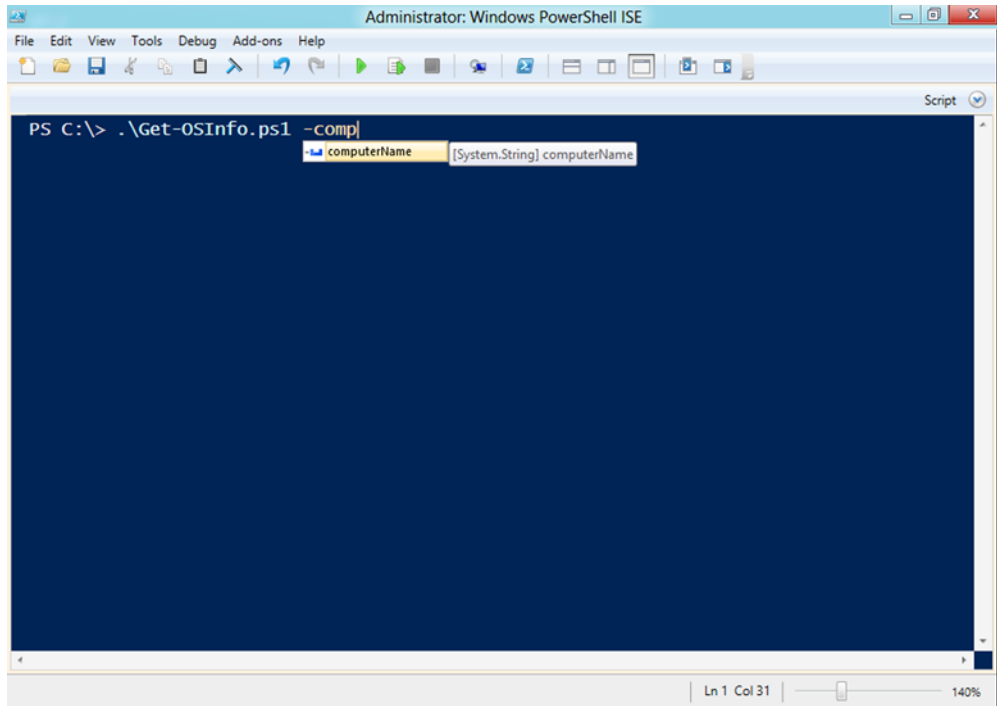 Administrator: Windows PowerShell ISE
File Edit View Tools Debug Add-ons Help
Script
PS C:\> .\Get-OSInfo.ps1 -comp
computerName [System.String] computerName
Ln 1 Col 31 140%